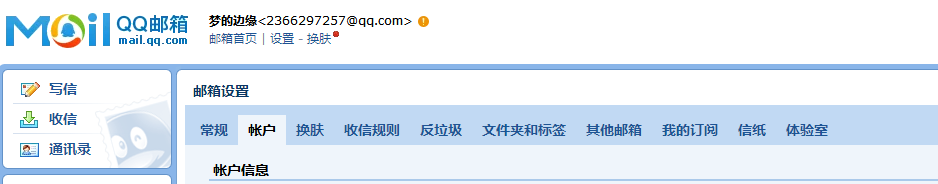 Mail QQ邮箱
mail.qq.com
梦的边缘<2366297257@qq.com>
邮箱首页 | 设置 - 换肤
写信
收信
通讯录
邮箱设置
常规 帐户 换肤 收信规则 反垃圾 文件夹和标签 其他邮箱 我的订阅 信纸 体验室
帐户信息